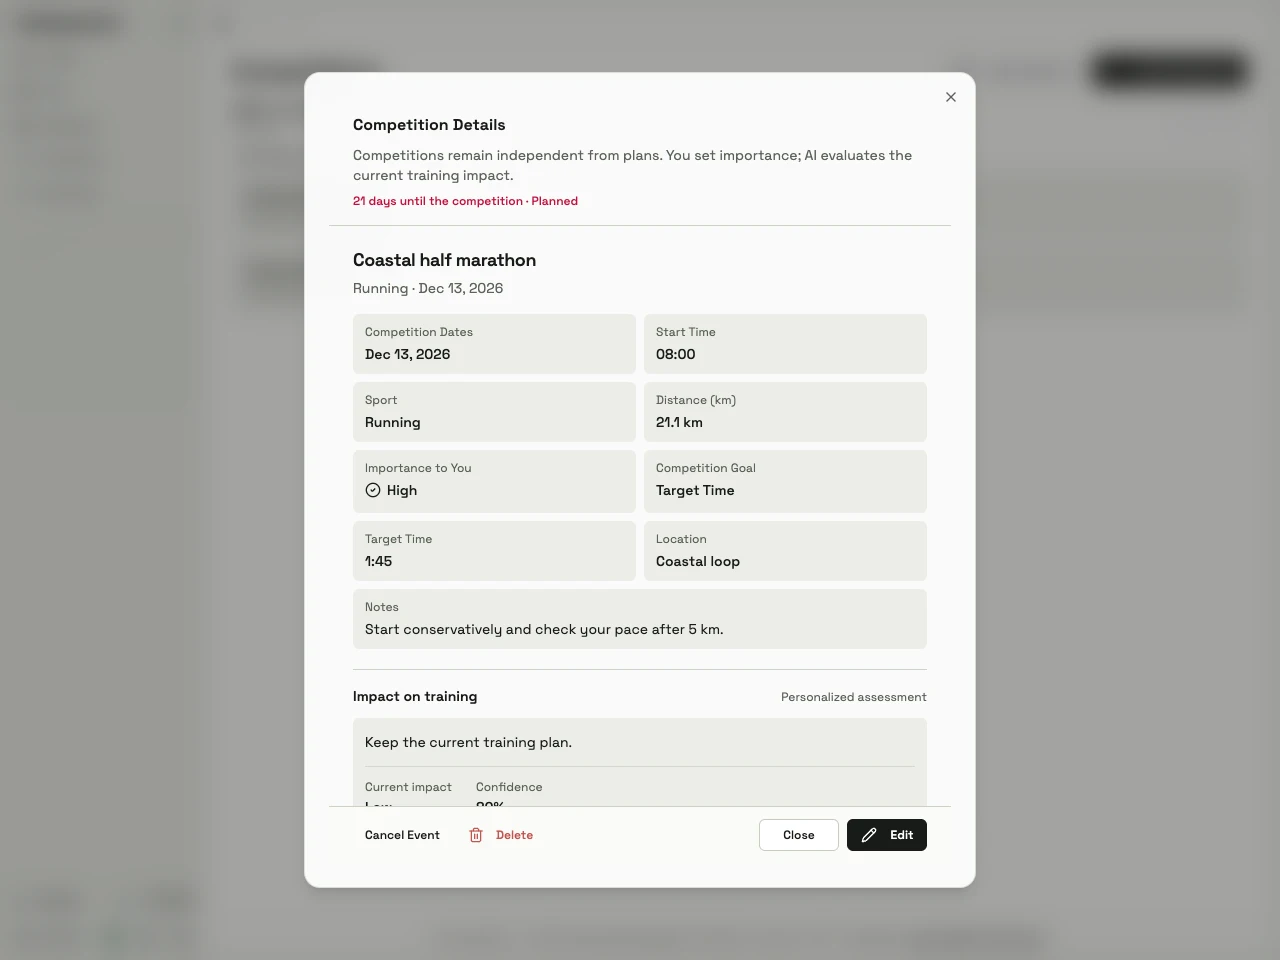 Competition Details
Competitions remain independent from plans. You set importance; AI evaluates the
current training impact.
21 days until the competition · Planned
Coastal half marathon
Running · Dec 13, 2026
Competition Dates
Dec 13, 2026
Start Time
08:00
Sport
Running
Distance (km)
21.1 km
Importance to You
High
Competition Goal
Target Time
Target Time
1:45
Location
Coastal loop
Notes
Start conservatively and check your pace after 5 km.
Impact on training
Personalized assessment
Keep the current training plan.
Current impact
Confidence
Cancel Event
Delete
Close
Edit